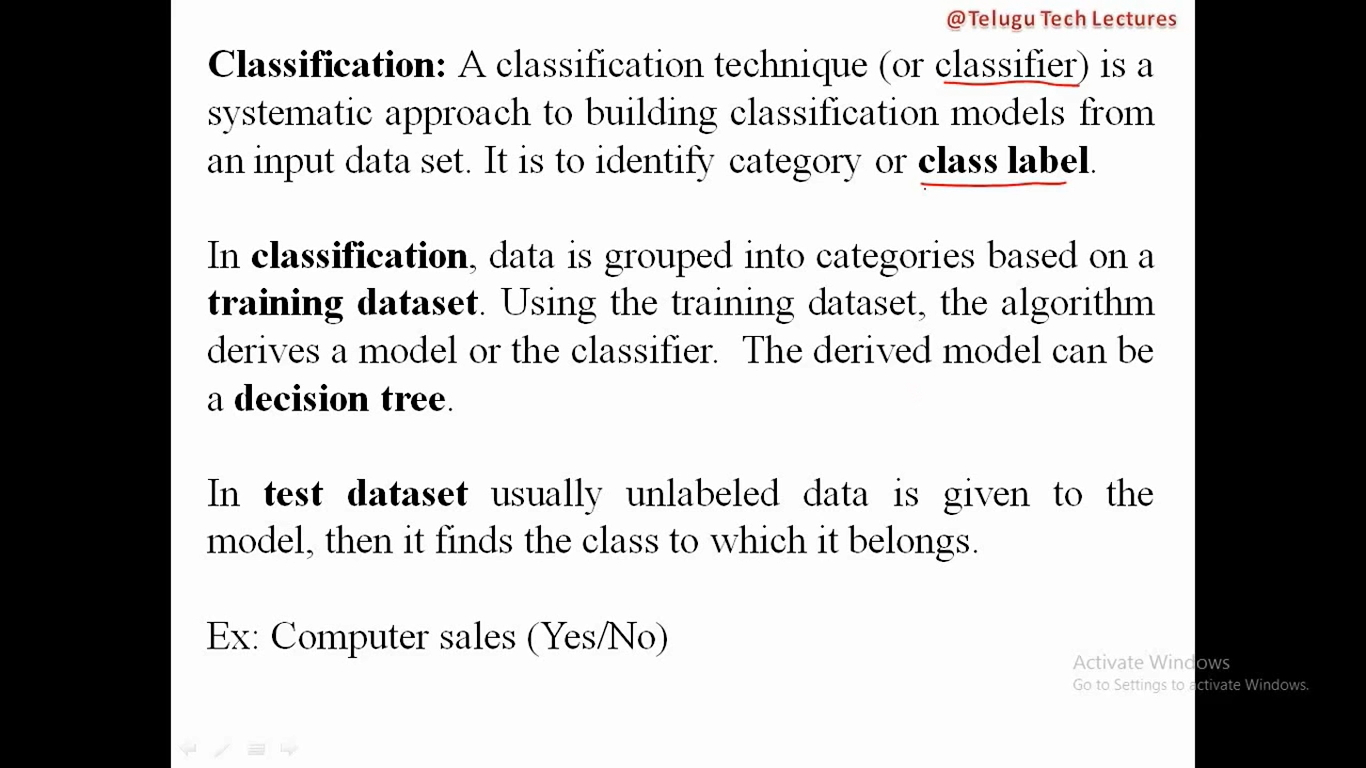 @Telugu Tech Lectures
Classification: A classification technique (or classifier) is a
systematic approach to building classification models from
an input data set. It is to identify category or class label.
In classification, data is grouped into categories based on a
training dataset. Using the training dataset, the algorithm
derives a model or the classifier. The derived model can be
a decision tree.
In test dataset usually unlabeled data is given to the
model, then it finds the class to which it belongs.
Ex: Computer sales (Yes/No)
Activate Windows
Go to Settings to activate Windows.